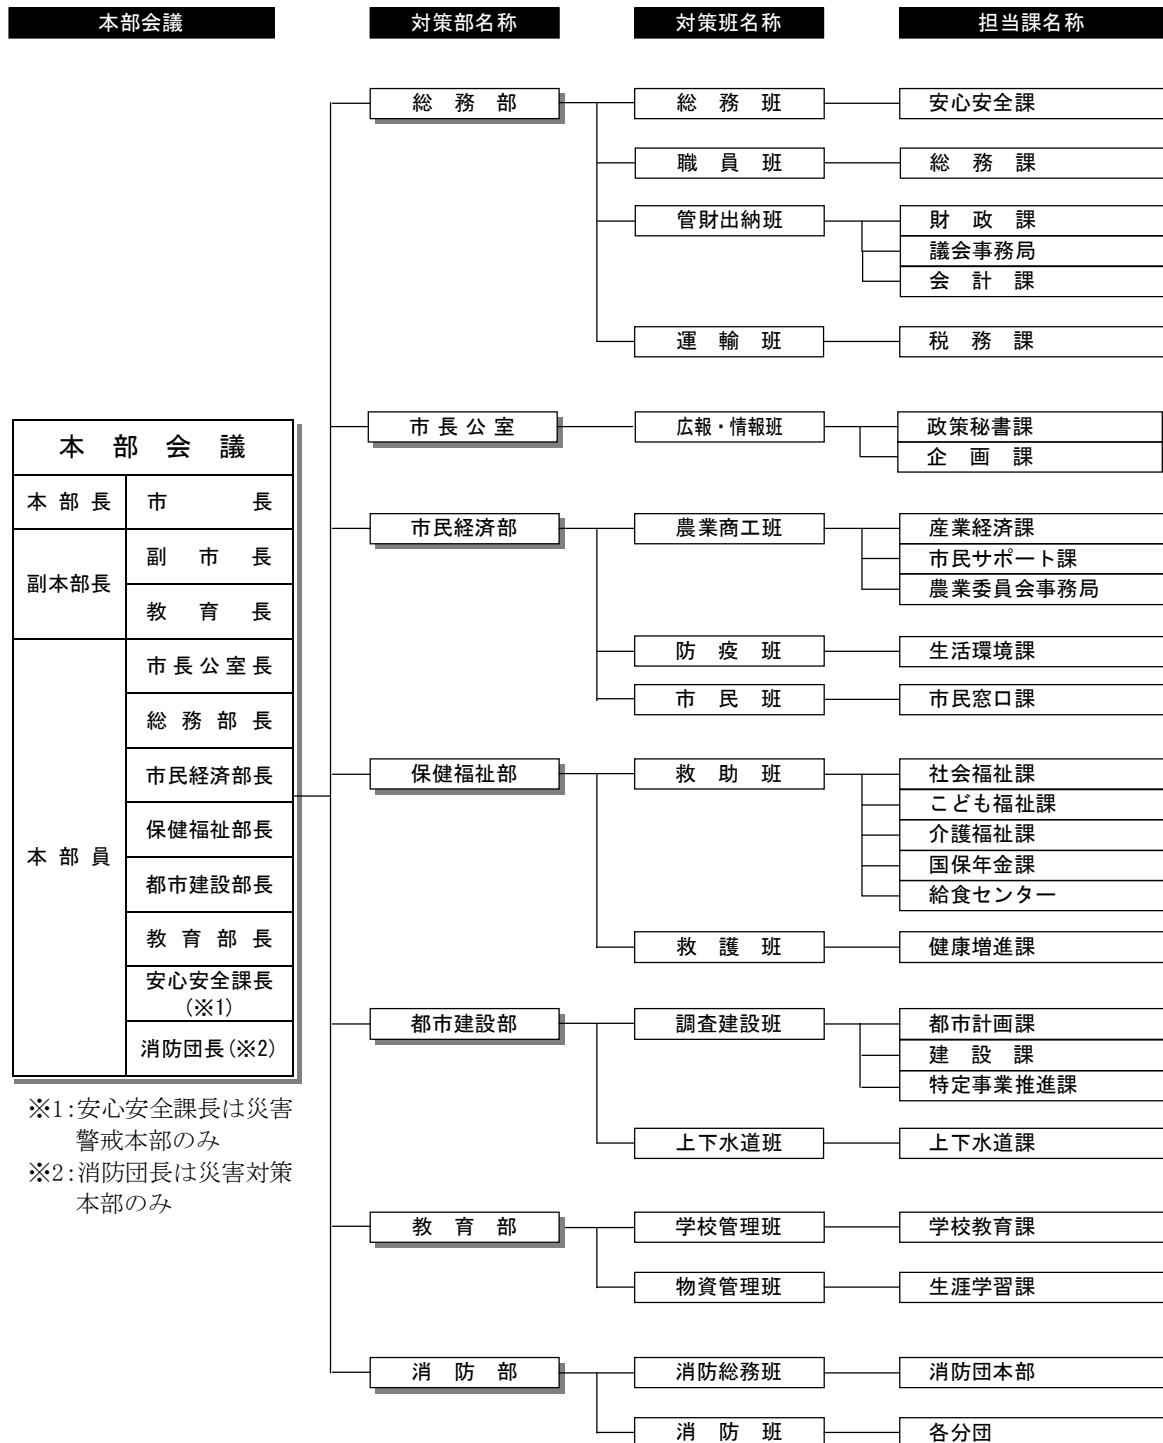 本部会議
対策部名称
対策班名称
担当課名称
総務部
総務班
安心安全課
職員班
総務課
管財出納班
財政課
議会事務局
会計課
運輸班
税務課
市長公室
広報・情報班
政策秘書課
企画課
市民経済部
農業商工班
産業経済課
市民サポート課
農業委員会事務局
防疫班
生活環境課
市民班
市民窓口課
保健福祉部
救助班
社会福祉課
こども福祉課
介護福祉課
国保年金課
給食センター
救護班
健康増進課
都市建設部
調査建設班
都市計画課
建設課
特定事業推進課
上下水道班
上下水道課
教育部
学校管理班
学校教育課
物資管理班
生涯学習課
消防部
消防総務班
消防団本部
消防班
各分団
本部会議
本部長
市長
副本部長
副市長
教育長
本部員
市長公室長
総務部長
市民経済部長
保健福祉部長
都市建設部長
教育部長
安心安全課長
(※1)
消防団長(※2)
※1:安心安全課長は災害
警戒本部のみ
※2:消防団長は災害対策
本部のみ